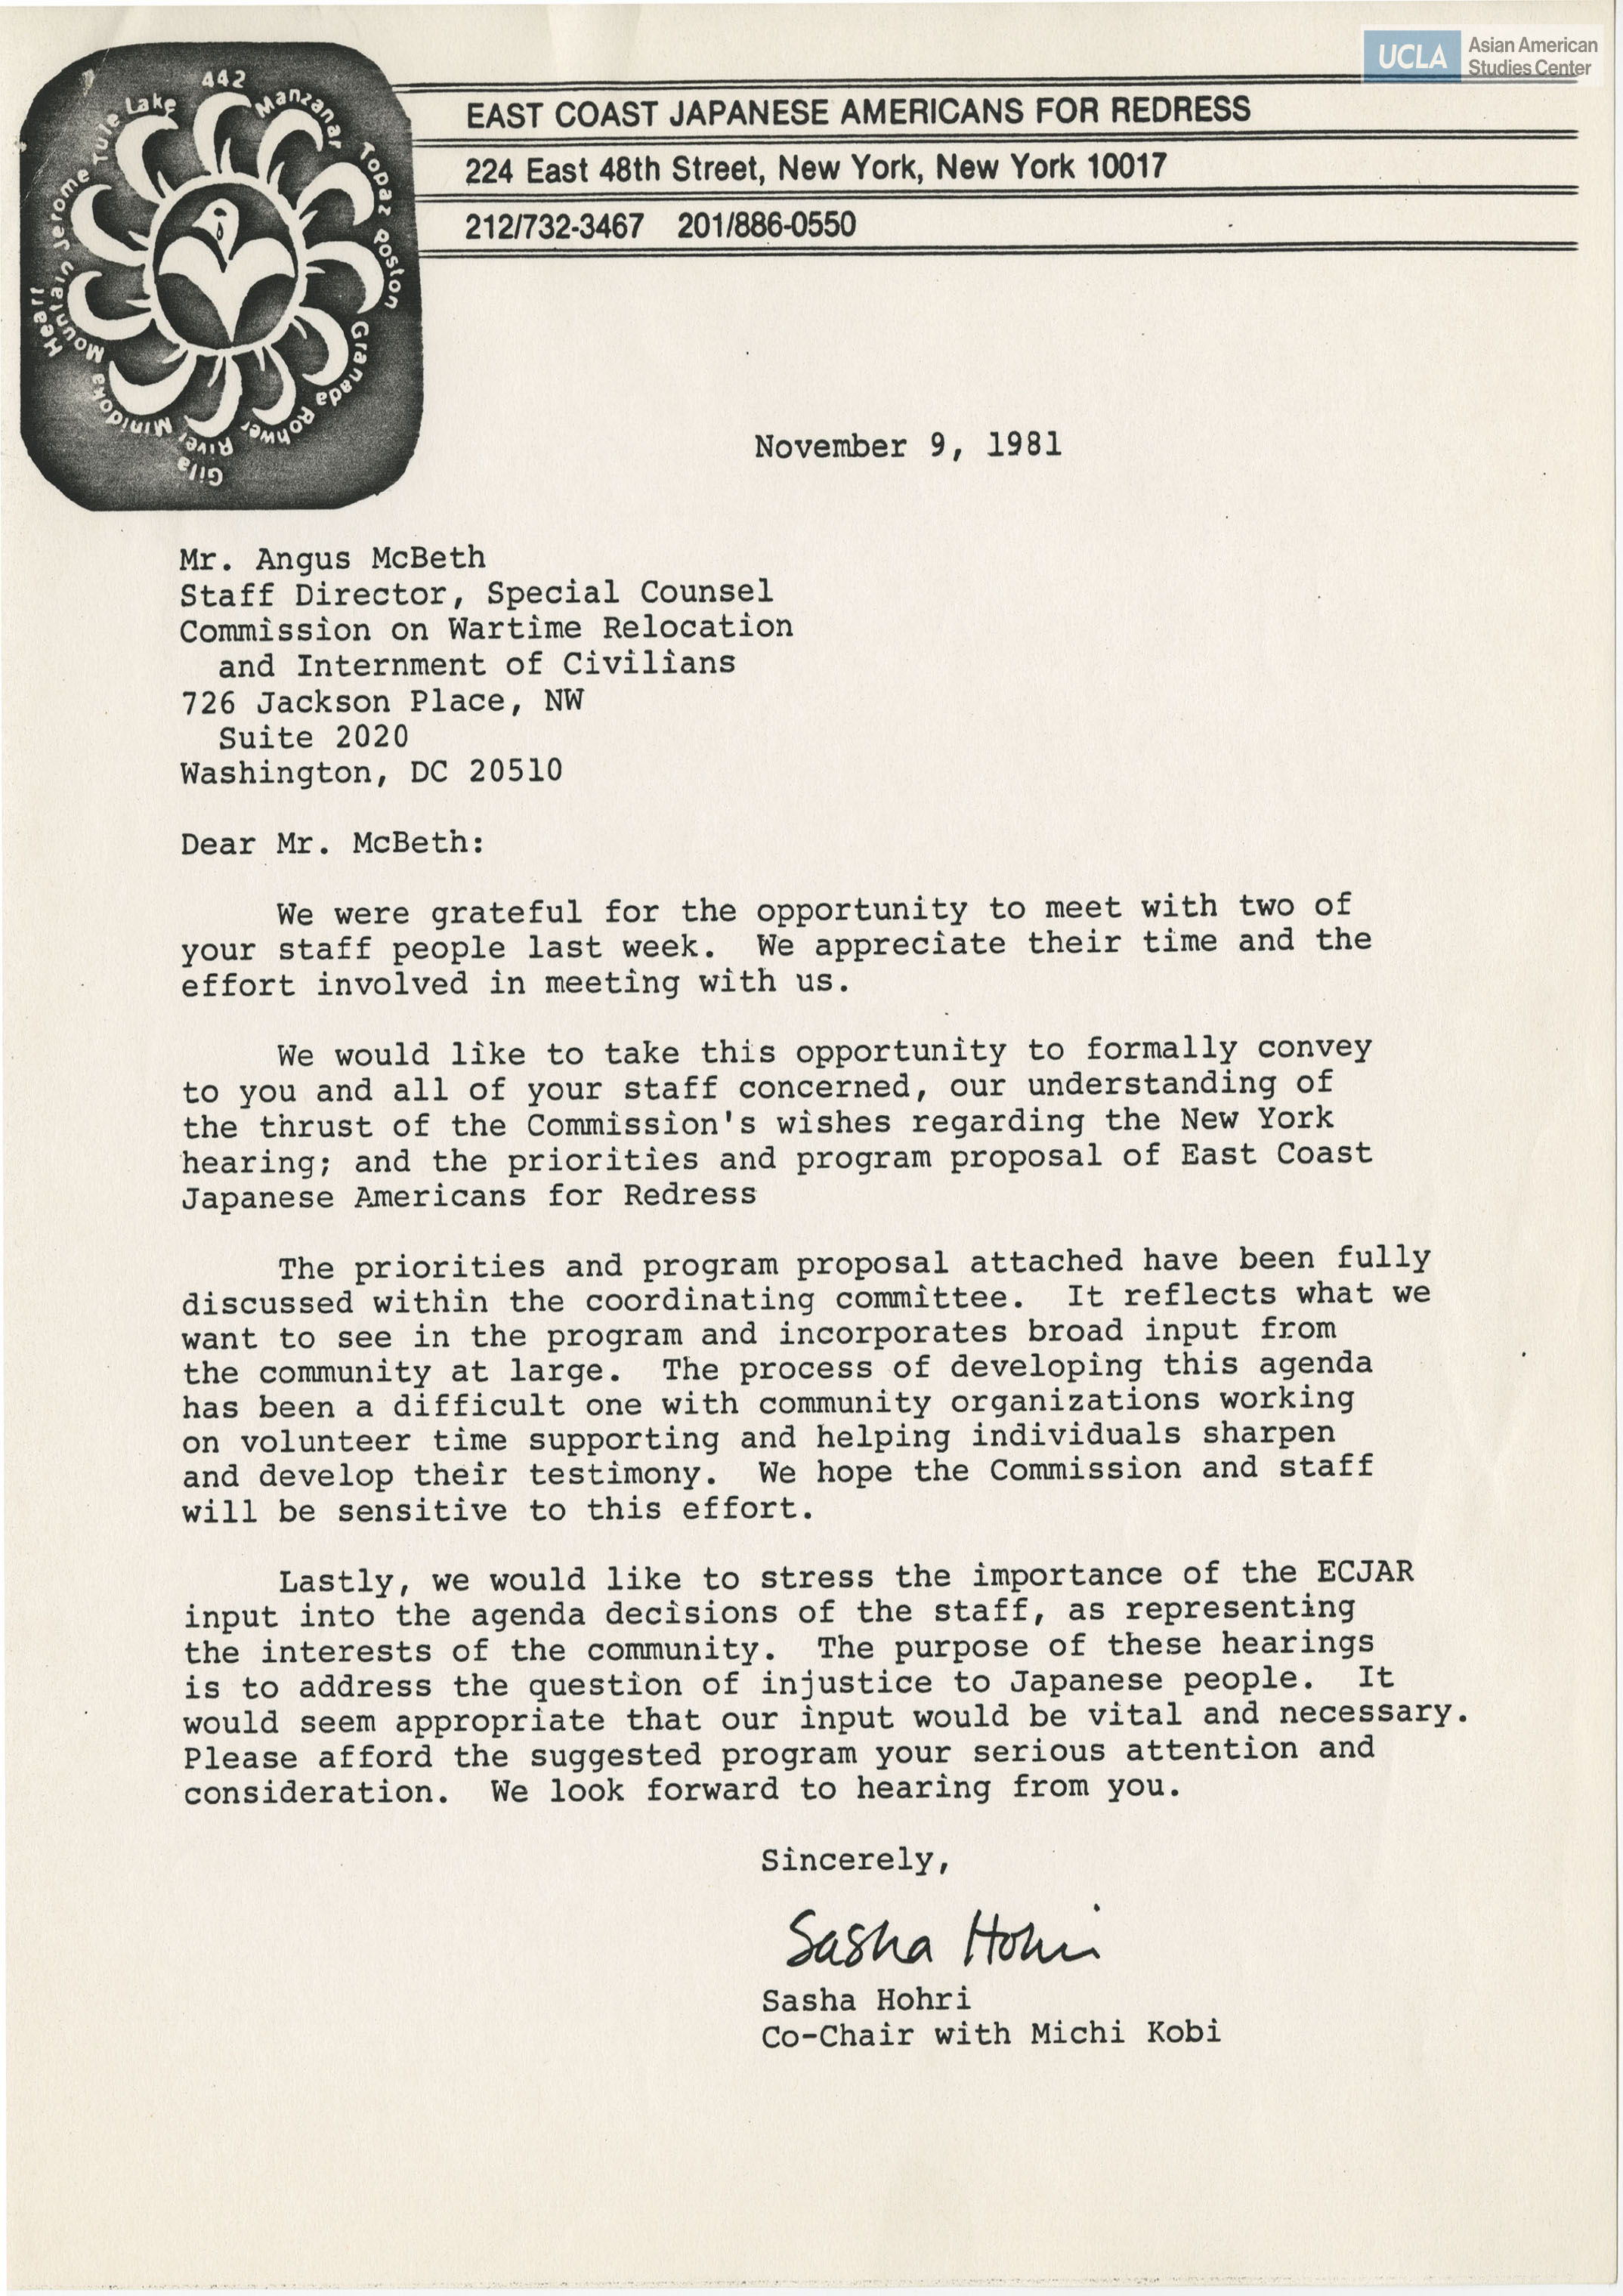 UCLA Asian American
Studies Center
442
Manzanar
Topaz
Poston
Granada
Rohwer
Gila
River
Minidoka
Heart
Mountain
Jerome
Tule Lake
EAST COAST JAPANESE AMERICANS FOR REDRESS
224 East 48th Street, New York, New York 10017
212/732-3467 201/886-0550
November 9, 1981
Mr. Angus McBeth
Staff Director, Special Counsel
Commission on Wartime Relocation
and Internment of Civilians
726 Jackson Place, NW
Suite 2020
Washington, DC 20510
Dear Mr. McBeth:
We were grateful for the opportunity to meet with two of
your staff people last week. We appreciate their time and the
effort involved in meeting with us.
We would like to take this opportunity to formally convey
to you and all of your staff concerned, our understanding of
the thrust of the Commission's wishes regarding the New York
hearing; and the priorities and program proposal of East Coast
Japanese Americans for Redress
The priorities and program proposal attached have been fully
discussed within the coordinating committee. It reflects what we
want to see in the program and incorporates broad input from
the community at large. The process of developing this agenda
has been a difficult one with community organizations working
on volunteer time supporting and helping individuals sharpen
and develop their testimony. We hope the Commission and staff
will be sensitive to this effort.
Lastly, we would like to stress the importance of the ECJAR
input into the agenda decisions of the staff, as representing
the interests of the community. The purpose of these hearings
is to address the question of injustice to Japanese people. It
would seem appropriate that our input would be vital and necessary.
Please afford the suggested program your serious attention and
consideration. We look forward to hearing from you.
Sincerely,
Sasha Hohri
Sasha Hohri
Co-Chair with Michi Kobi